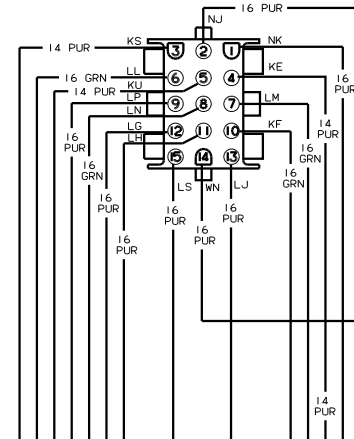 16 PUR
NJ
KS
NK
14 PUR
3 2 1
KE
LL
16 GRN
6 5 4
KU
14 PUR
16 PUR
LP
9 8 7
LM
LN
14 PUR
KF
LG
12 11 10
LH
16 PUR
16 GRN
16 GRN
15 14 13
16 GRN
LS WN LJ
16 PUR
16 PUR
16 PUR
16 PUR
16 PUR
14 PUR